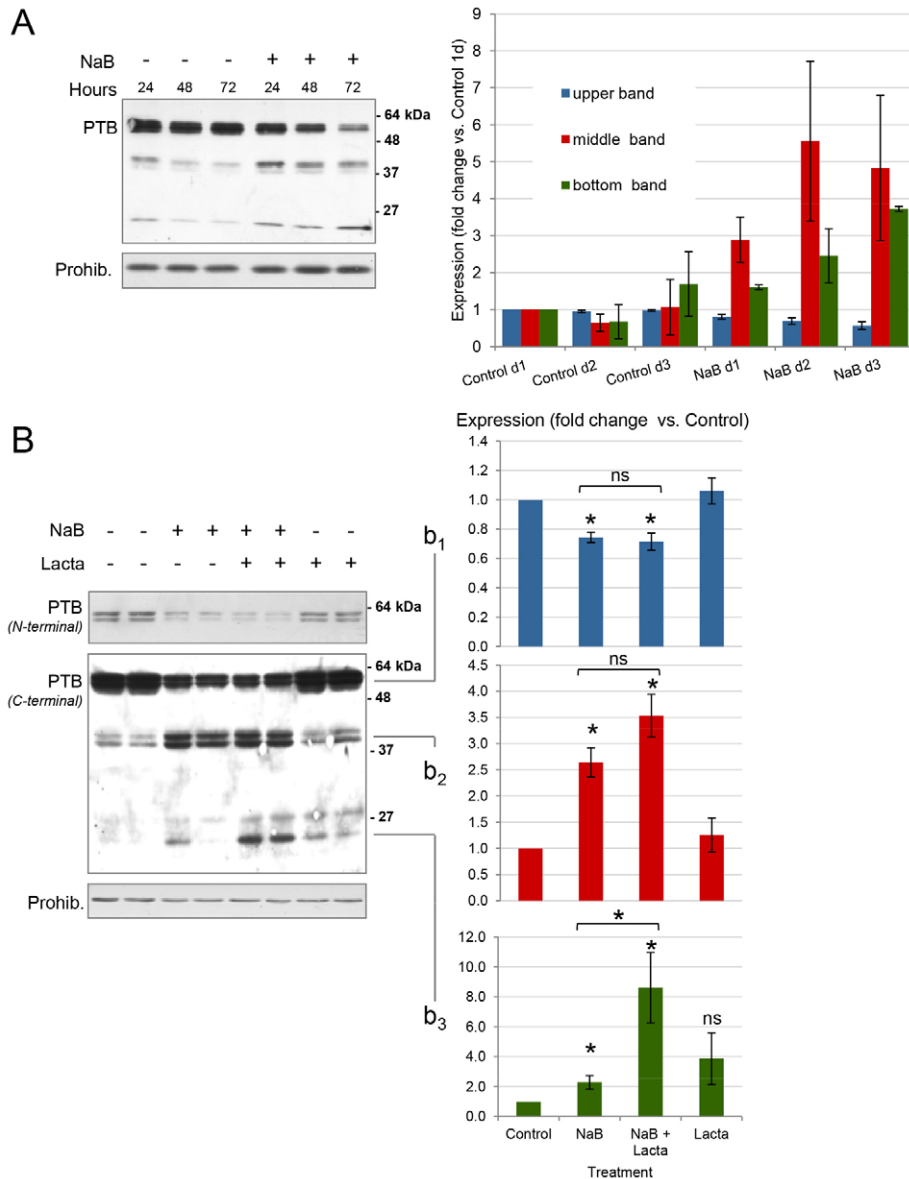 A
NaB - - - + + +
Hours 24 48 72 24 48 72
PTB
64 kDa
- 48
- 37
- 27
Prohib.
Expression (fold change vs. Control 1d)
9
8
7
6
5
4
3
2
1
0
upper band
middle band
bottom band
Control d1 Control d2 Control d3 NaB d1 NaB d2 NaB d3
B
NaB - - + + + + - -
Lacta - - - - + + + +
PTB
(N-terminal)
- 64 kDa
PTB
(C-terminal)
64 kDa
- 48
- 37
- 27
Prohib.
b1
b2
b3
Expression (fold change vs. Control)
1.4
1.2
1.0
0.8
0.6
0.4
0.2
0.0
ns
* *
4.5
4.0
3.5
3.0
2.5
2.0
1.5
1.0
0.5
0.0
ns
* *
12.0
10.0
8.0
6.0
4.0
2.0
0.0
*
* * ns
Control NaB NaB + Lacta
Lacta
Treatment